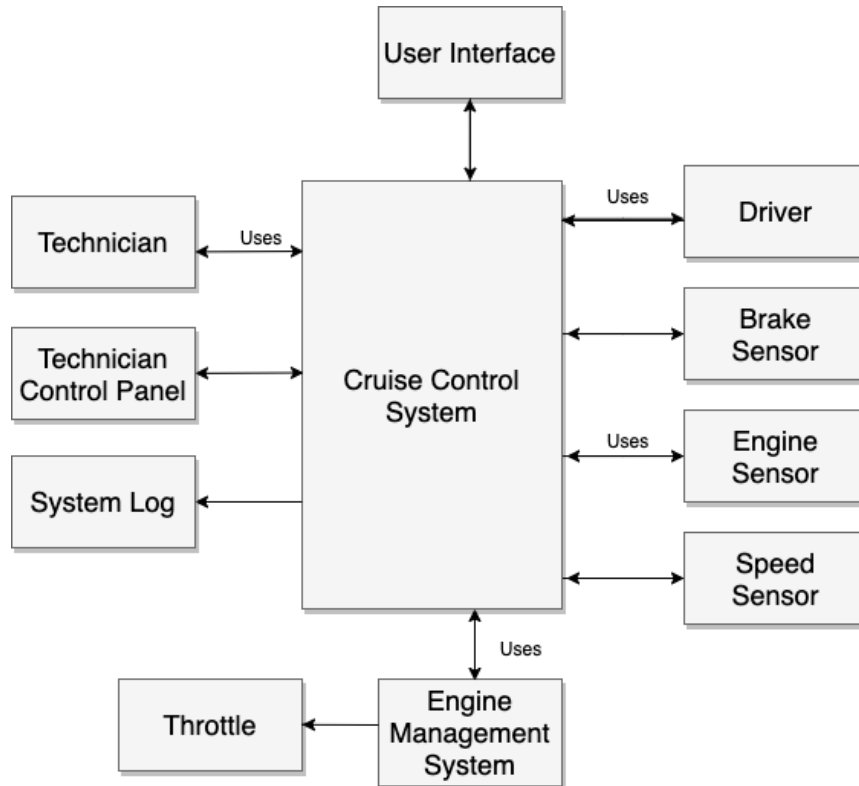 User Interface
Uses
Driver
Technician
Uses
Brake
Sensor
Technician
Control Panel
Cruise Control
System
Uses
Engine
Sensor
System Log
Speed
Sensor
Uses
Throttle
Engine
Management
System